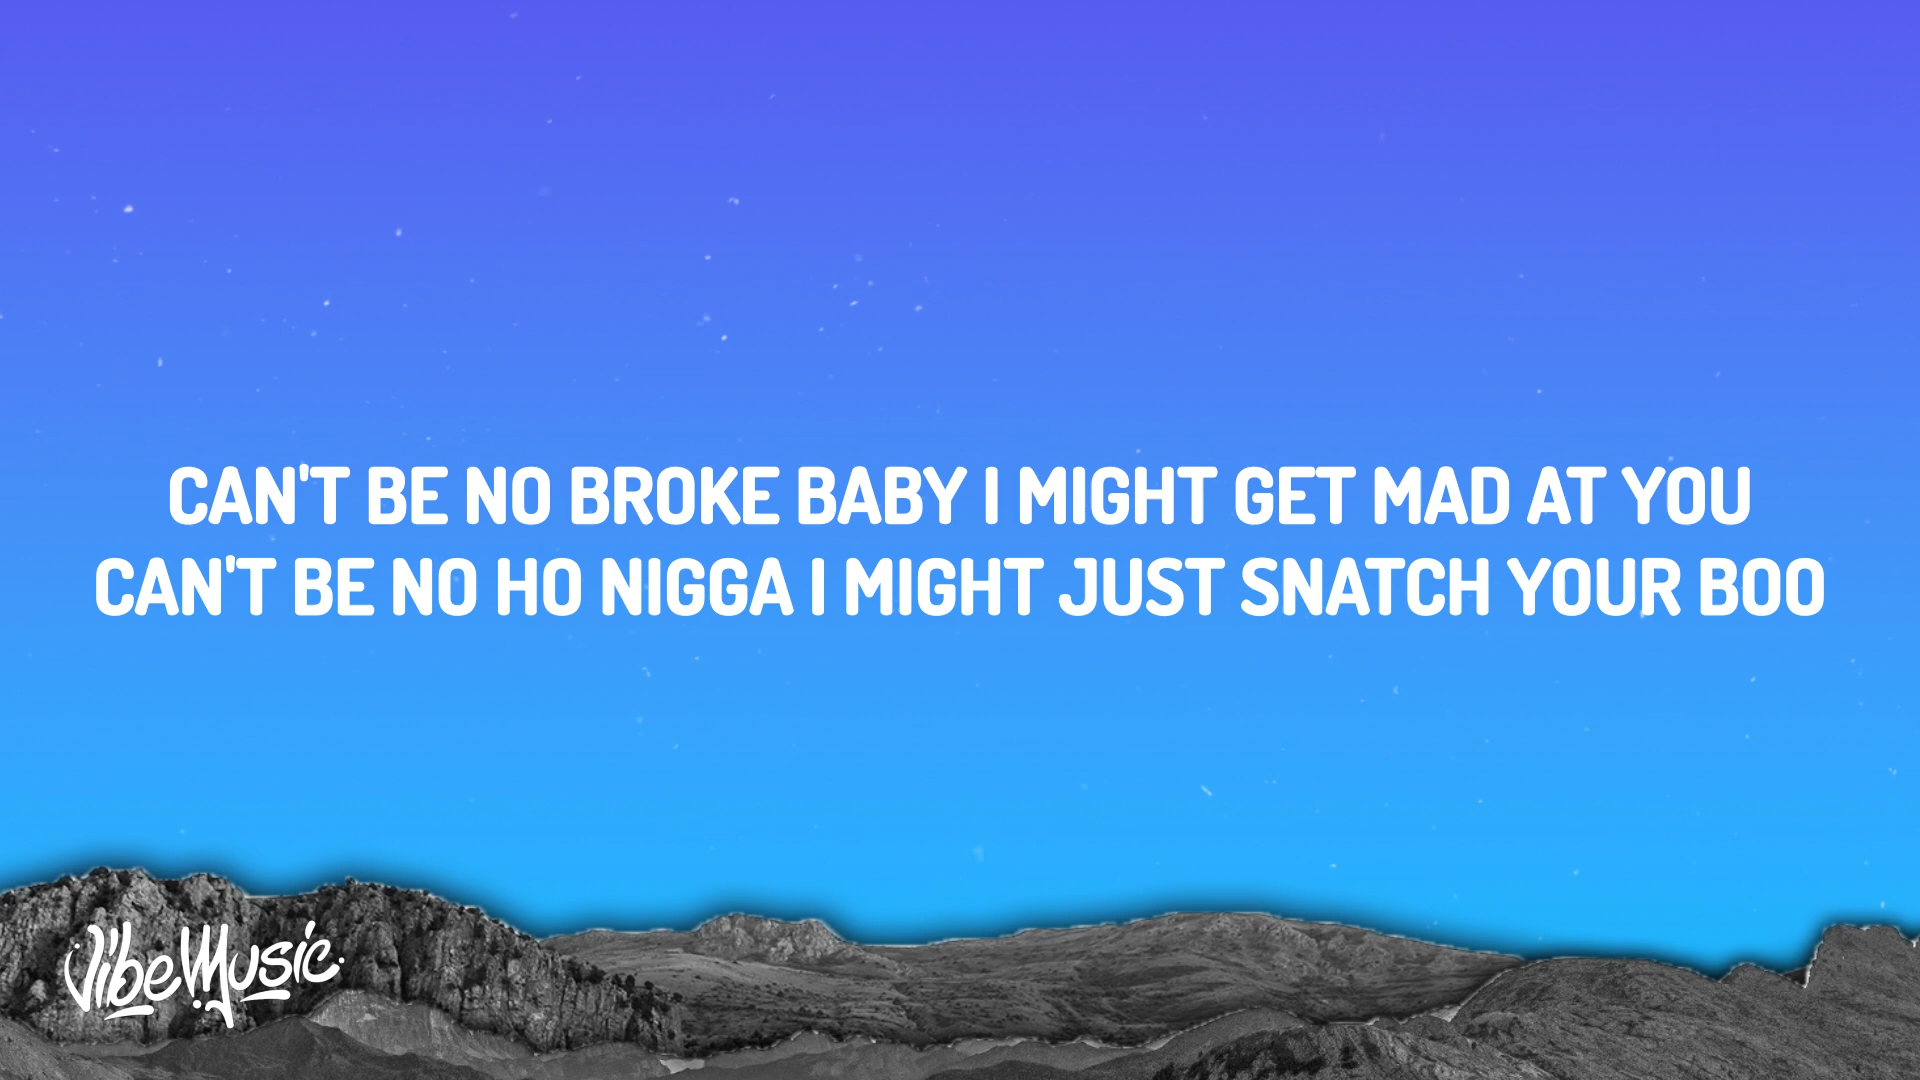 CAN'T BE NO BROKE BABY I MIGHT GET MAD AT YOU
CAN'T BE NO HO NIGGA I MIGHT JUST SNATCH YOUR BOO
VibeMusic